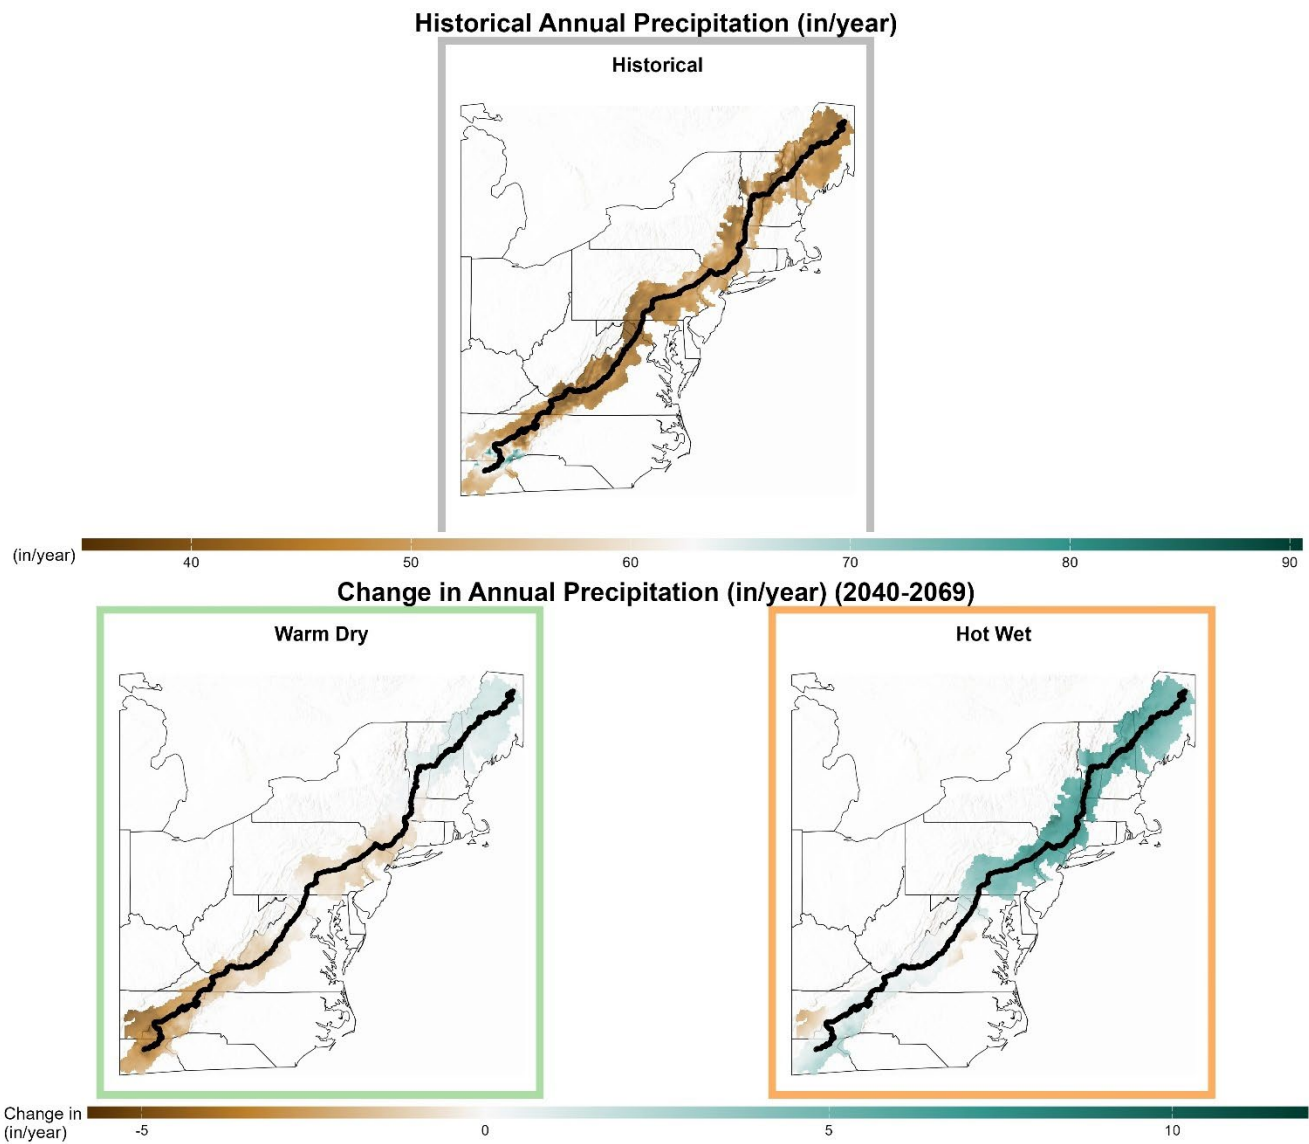 Historical Annual Precipitation (in/year)
Historical
(in/year)
40 50 60 70 80 90
Change in Annual Precipitation (in/year) (2040-2069)
Warm Dry
Hot Wet
Change in
(in/year)
-5 0 5 10